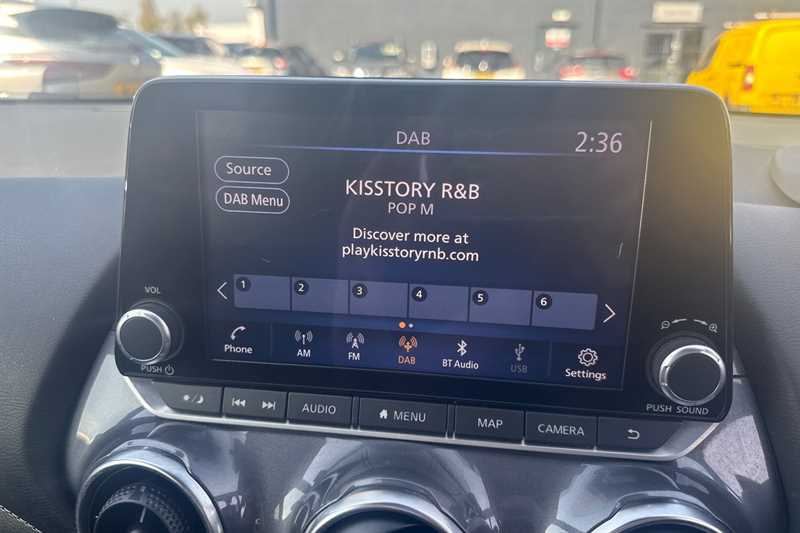 DAB
2:36
Source
DAB Menu
KISSTORY R&B
POP M
Discover more at
playkisstoryrnb.com
1 2 3 4 5 6
Phone AM FM DAB BT Audio USB Settings
VOL
PUSH
PUSH SOUND
AUDIO MENU MAP CAMERA